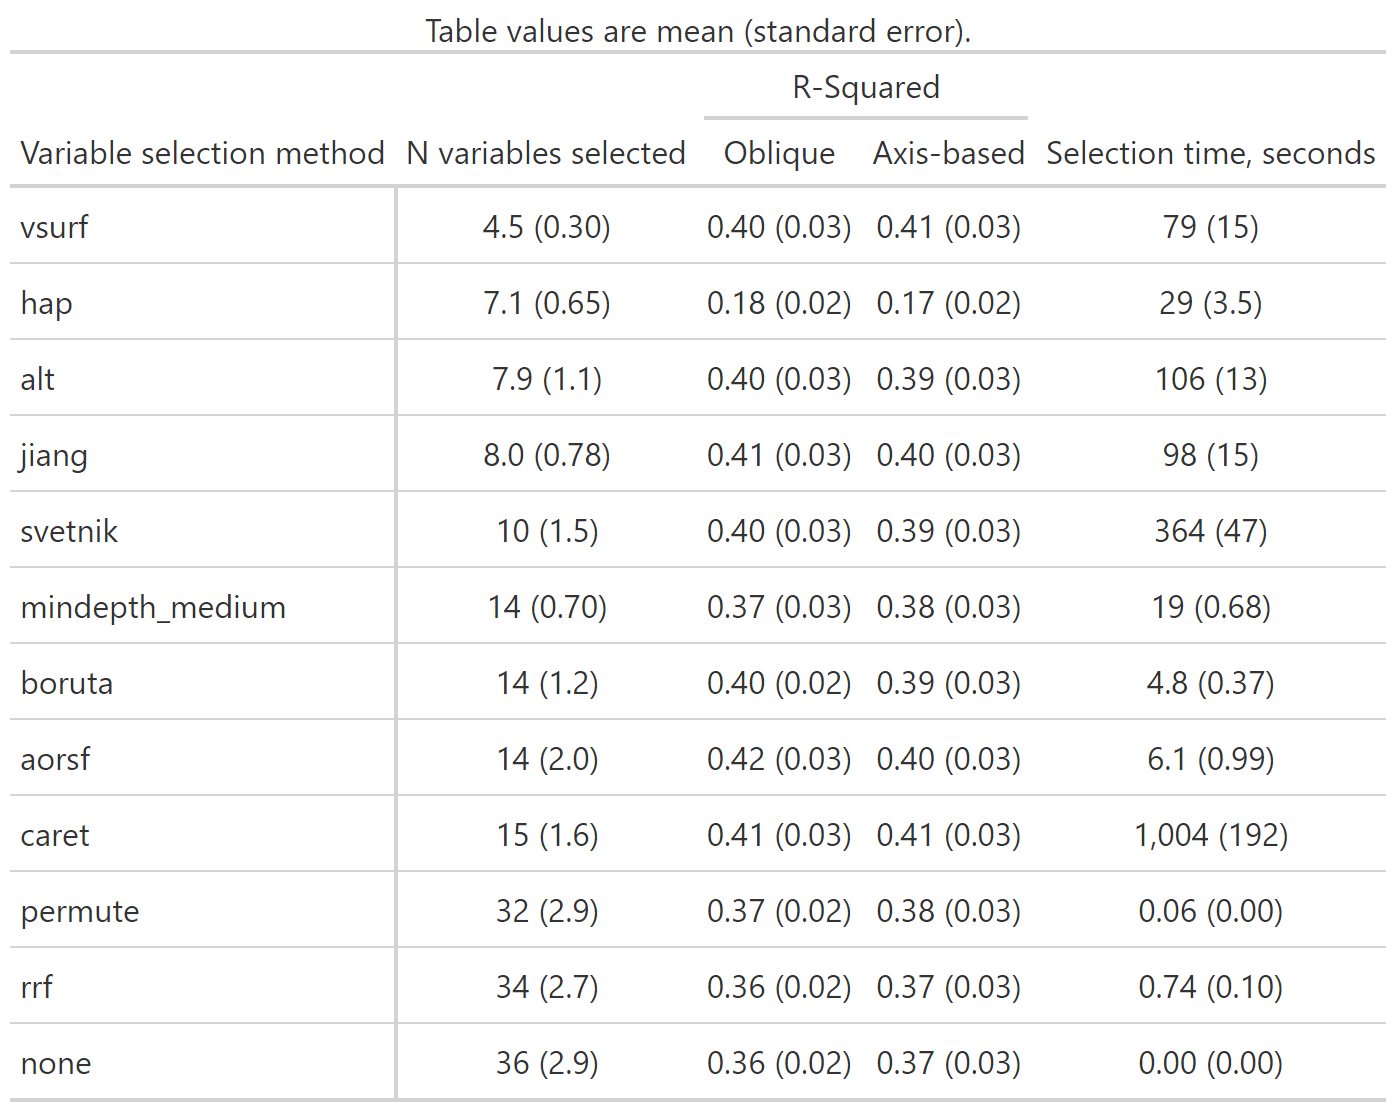 Table values are mean (standard error).
R-Squared
Variable selection method N variables selected Oblique Axis-based Selection time, seconds
vsurf 4.5 (0.30) 0.40 (0.03) 0.41 (0.03) 79 (15)
hap 7.1 (0.65) 0.18 (0.02) 0.17 (0.02) 29 (3.5)
alt 7.9 (1.1) 0.40 (0.03) 0.39 (0.03) 106 (13)
jiang 8.0 (0.78) 0.41 (0.03) 0.40 (0.03) 98 (15)
svetnik 10 (1.5) 0.40 (0.03) 0.39 (0.03) 364 (47)
mindepth_medium 14 (0.70) 0.37 (0.03) 0.38 (0.03) 19 (0.68)
boruta 14 (1.2) 0.40 (0.02) 0.39 (0.03) 4.8 (0.37)
aorsf 14 (2.0) 0.42 (0.03) 0.40 (0.03) 6.1 (0.99)
caret 15 (1.6) 0.41 (0.03) 0.41 (0.03) 1,004 (192)
permute 32 (2.9) 0.37 (0.02) 0.38 (0.03) 0.06 (0.00)
rrf 34 (2.7) 0.36 (0.02) 0.37 (0.03) 0.74 (0.10)
none 36 (2.9) 0.36 (0.02) 0.37 (0.03) 0.00 (0.00)